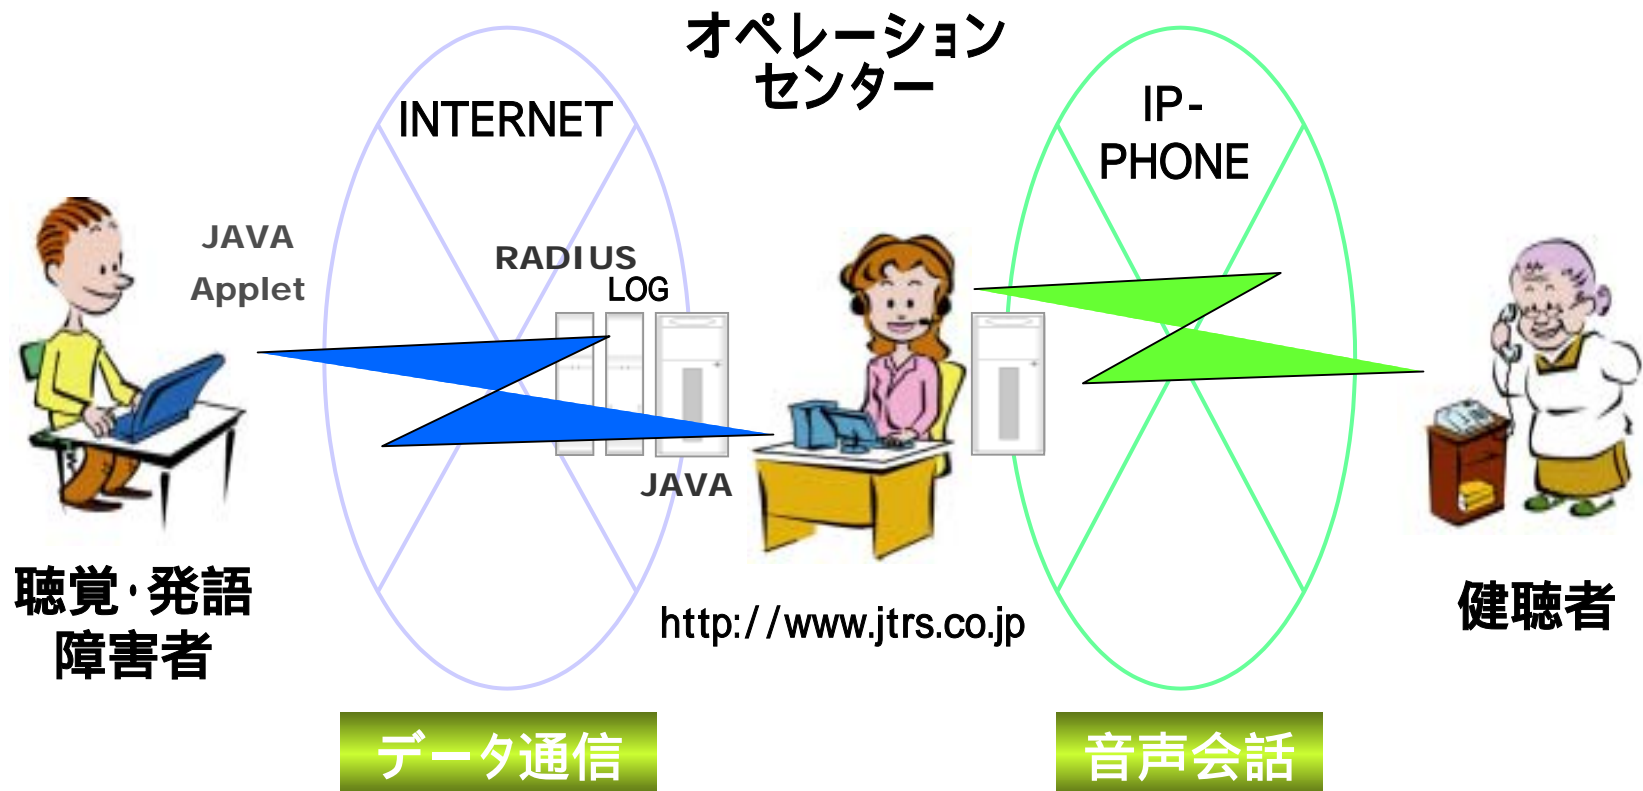 オペレーション
センター
INTERNET
IP-
PHONE
JAVA
Applet
RADIUS
LOG
JAVA
聴覚・発語
障害者
http://www.jtrs.co.jp
健聴者
データ通信
音声会話